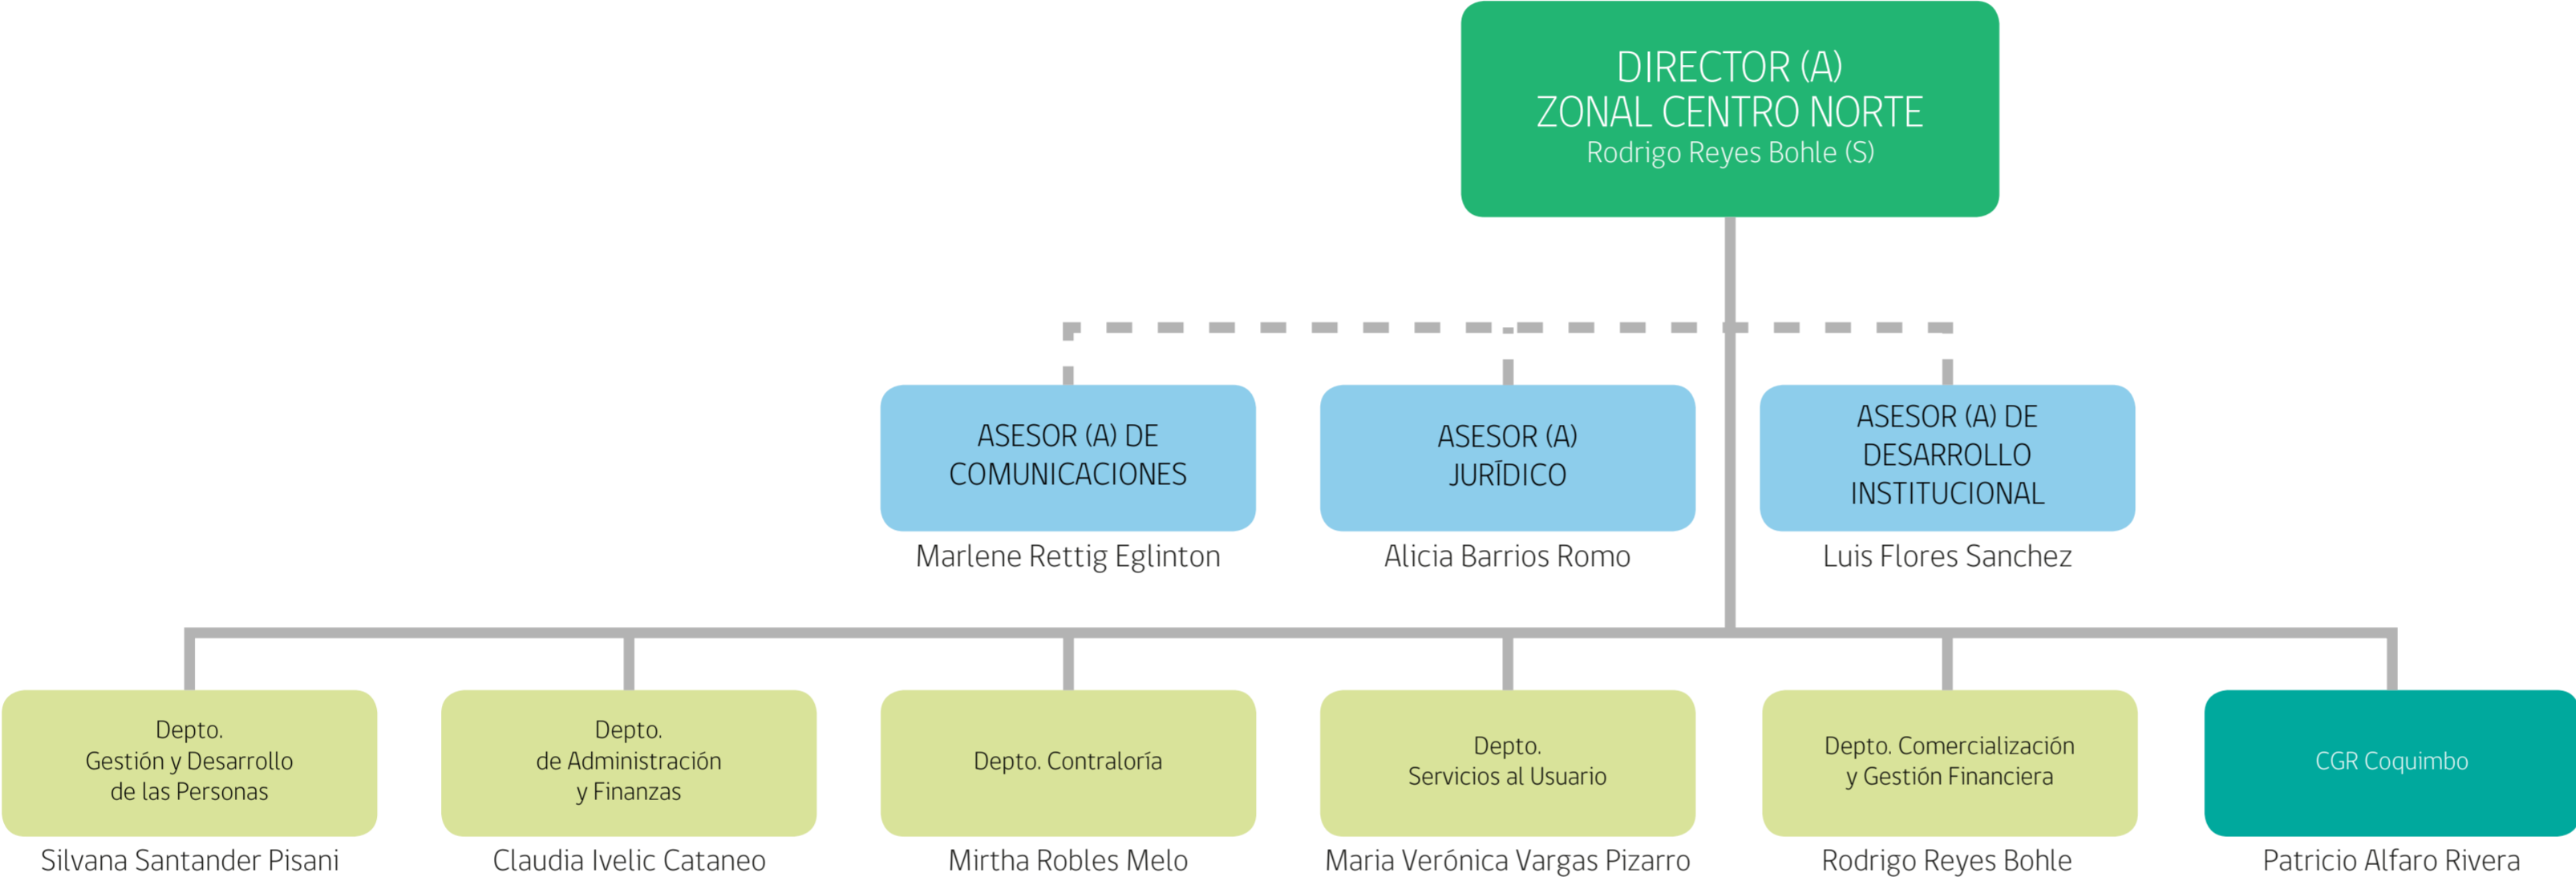 DIRECTOR (A)
ZONAL CENTRO NORTE
Rodrigo Reyes Bohle (S)
ASESOR (A) DE
COMUNICACIONES
Marlene Rettig Eglinton
ASESOR (A)
JURÍDICO
Alicia Barrios Romo
ASESOR (A) DE
DESARROLLO
INSTITUCIONAL
Luis Flores Sanchez
Depto.
Gestión y Desarrollo
de las Personas
Silvana Santander Pisani
Depto.
de Administración
y Finanzas
Claudia Ivelic Cataneo
Depto. Contraloría
Mirtha Robles Melo
Depto.
Servicios al Usuario
Maria Verónica Vargas Pizarro
Depto. Comercialización
y Gestión Financiera
Rodrigo Reyes Bohle
CGR Coquimbo
Patricio Alfaro Rivera